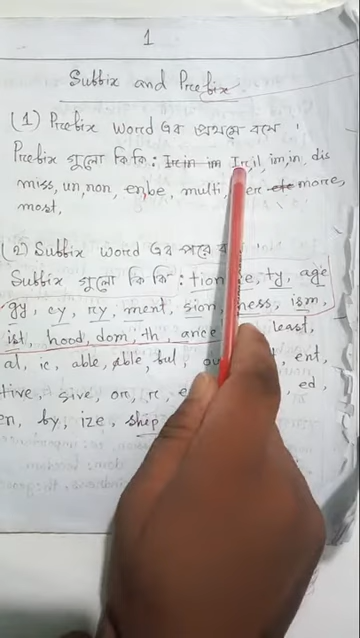 1
Suffix and Prefix
(1) Prefix word এর প্রথমে বসে
Prefix গুলো কি কি: Ir, il, im, in, dis
miss, un, non, en, be, multi, more,
most,
(২) Suffix word এর পরে
Suffix গুলো কি কি: tion ty, age
gy, cy, ry, ment, sion, ness, ism,
ist, hood, dom, th, ance least,
al, ic, able, ful, ent,
tive, sive, or, ed,
en, by, ize, ship